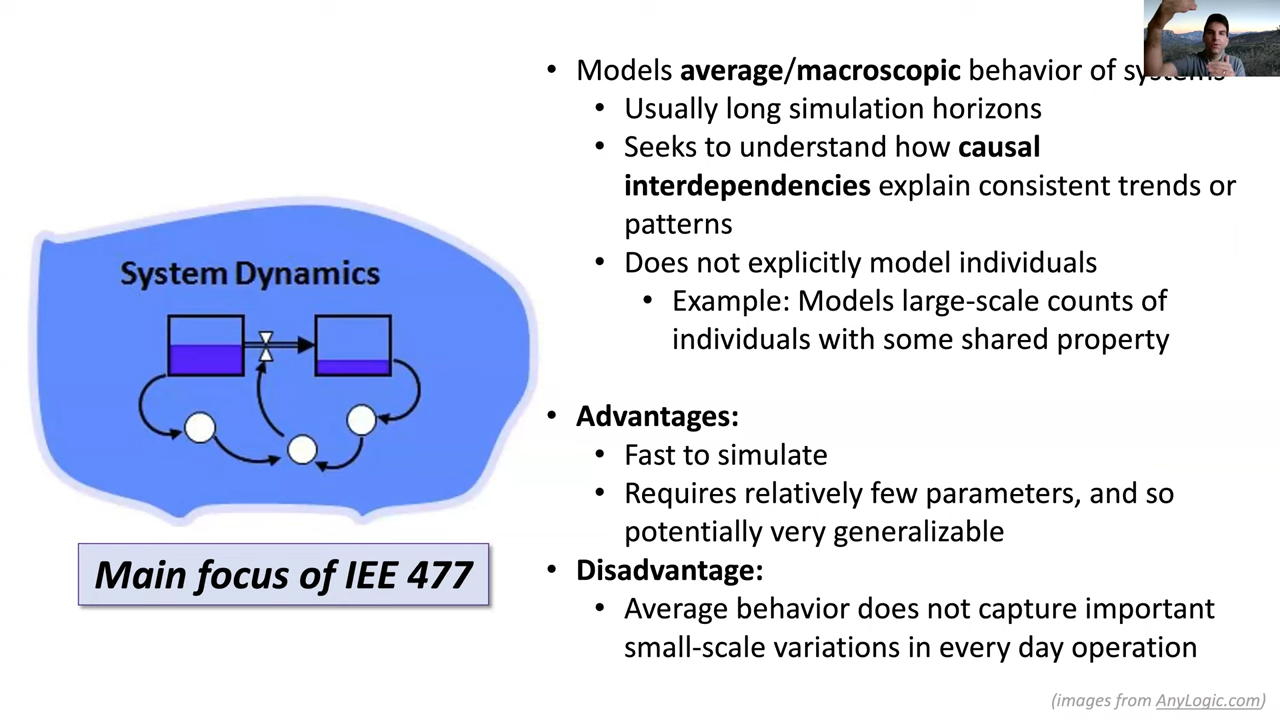 System Dynamics
Main focus of IEE 477
• Models average/macroscopic behavior of systems
• Usually long simulation horizons
• Seeks to understand how causal
interdependencies explain consistent trends or
patterns
• Does not explicitly model individuals
• Example: Models large-scale counts of
individuals with some shared property
• Advantages:
• Fast to simulate
• Requires relatively few parameters, and so
potentially very generalizable
• Disadvantage:
• Average behavior does not capture important
small-scale variations in every day operation
(images from AnyLogic.com)